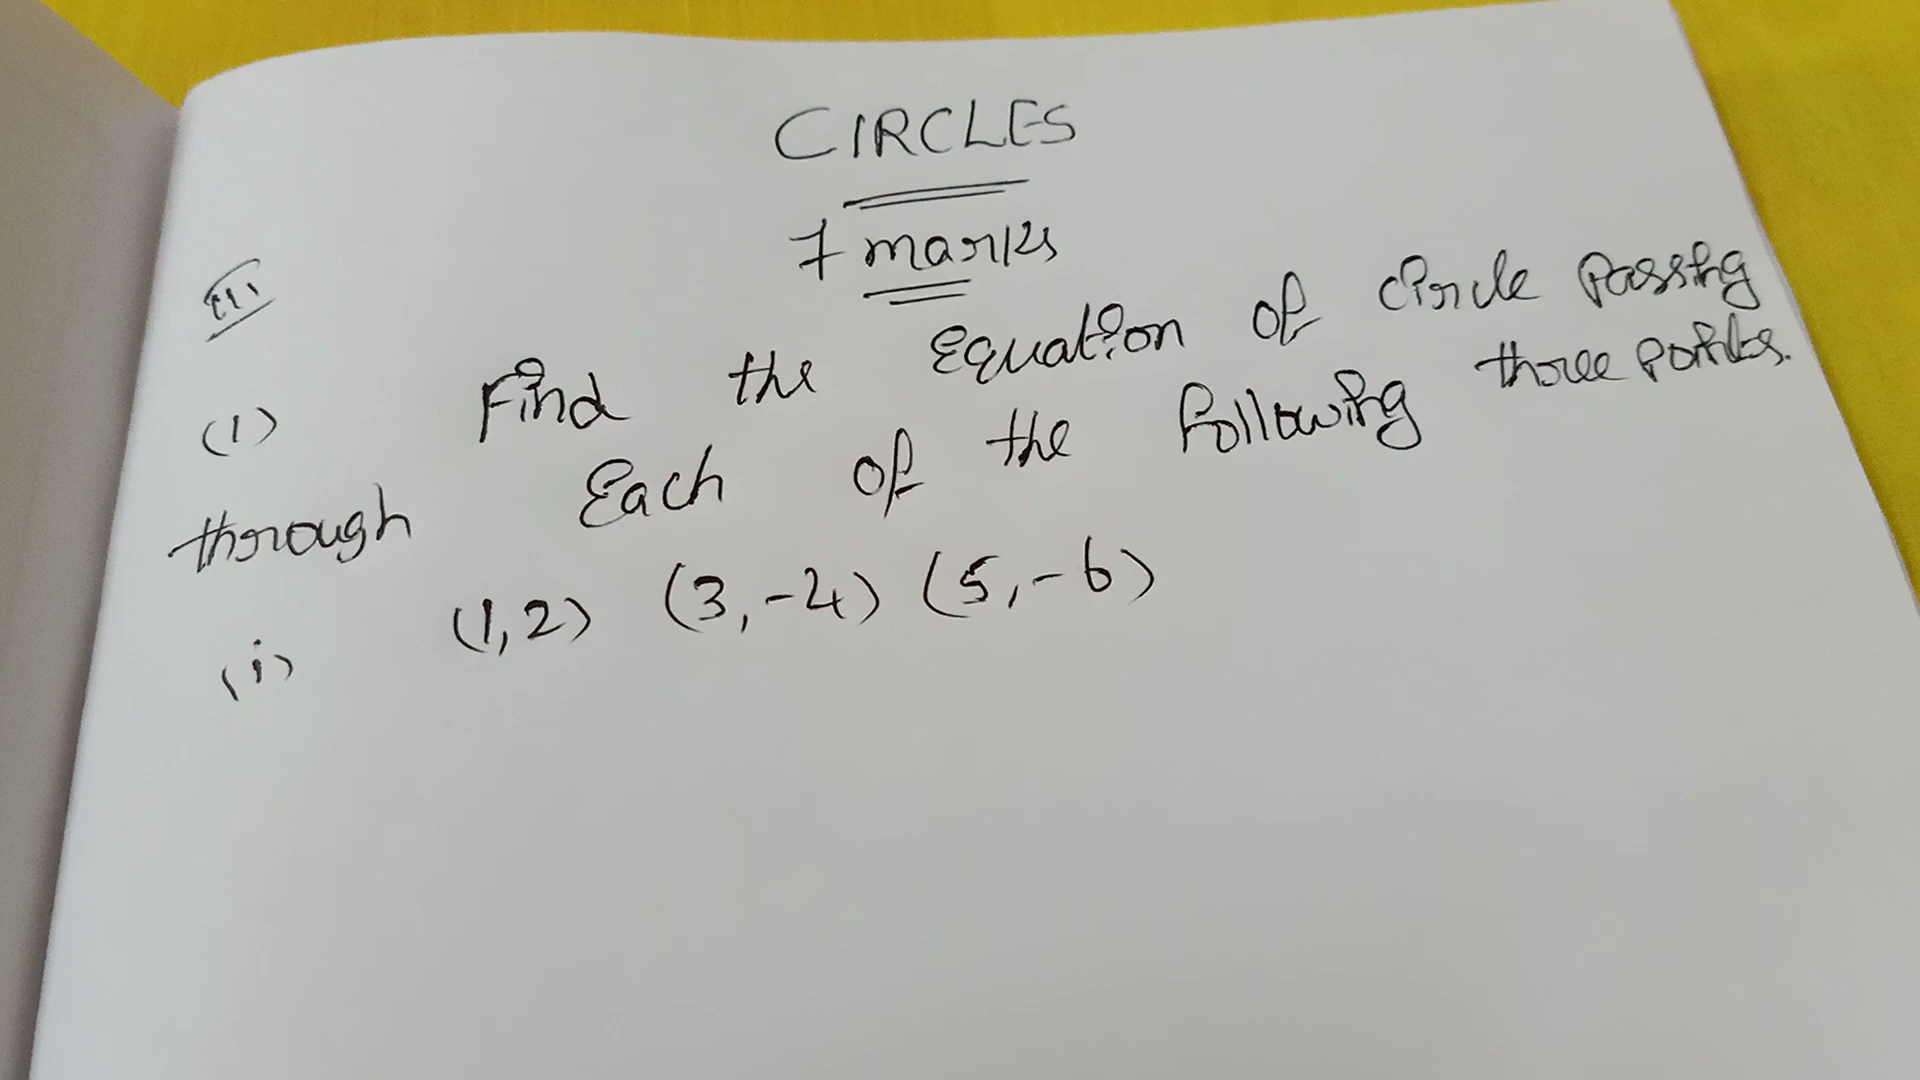 CIRCLES
7 marks
III.
(1) Find the Equation of Circle Passing
through Each of the following three points.
(i) (1,2) (3,-4) (5,-6)